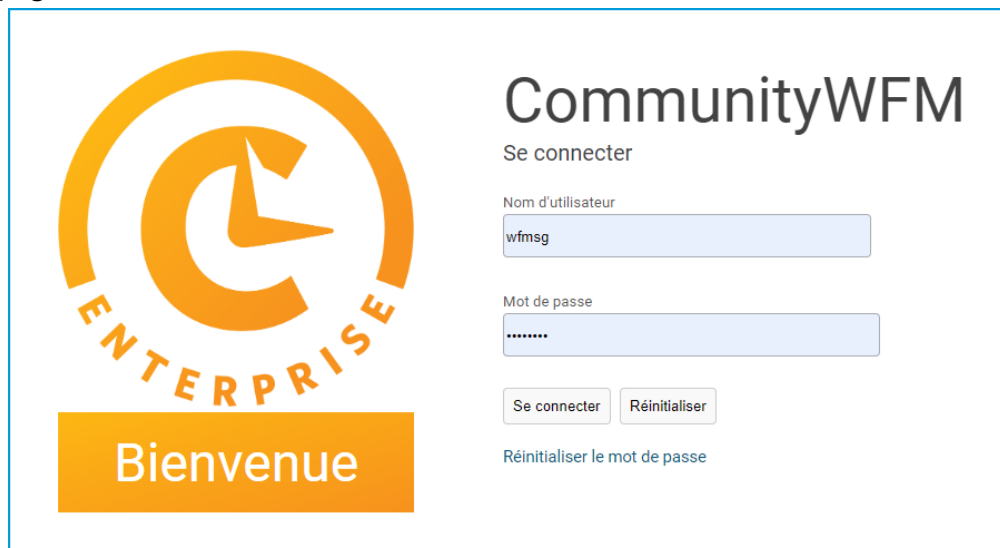 CommunityWFM
Se connecter
Nom d'utilisateur
wfmsg
Mot de passe
••••••••
Se connecter
Réinitialiser
Réinitialiser le mot de passe
C
ENTERPRISE
Bienvenue